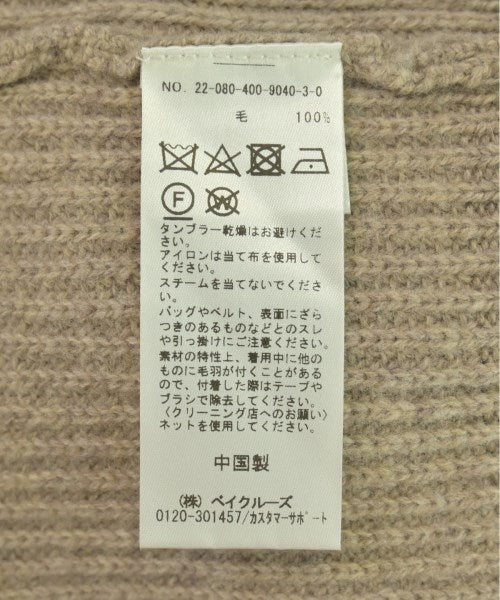 NO. 22-080-400-9040-3-0
毛 100%
F
W
タンブラー乾燥はお避けくだ
さい。
アイロンは当て布を使用して
ください。
スチームを当てないでくださ
い。
バッグやベルト、表面にざら
つきのあるものなどとのスレ
や引っ掛けにご注意ください。
素材の特性上、着用中に他の
ものに毛羽が付くことがある
ので、付着した際はテープや
ブラシで除去してください。
〈クリーニング店へのお願い〉
ネットを使用してください。
中国製
(株) ベイクルーズ
0120-301457/カスタマーサポート